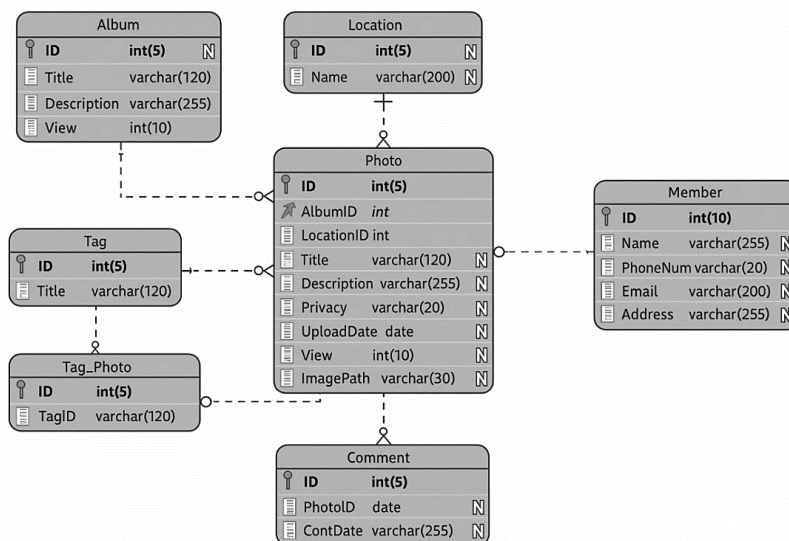 Album
ID int(5) N
Title varchar(120)
Description varchar(255)
View int(10)
Location
ID int(5) N
Name varchar(200) N
Photo
ID int(5)
AlbumID int
LocationID int
Title varchar(120) N
Description varchar(255) N
Privacy varchar(20) N
UploadDate date N
View int(10) N
ImagePath varchar(30) N
Member
ID int(10)
Name varchar(255) N
PhoneNum varchar(20) N
Email varchar(200) N
Address varchar(255) N
Tag
ID int(5)
Title varchar(120)
Tag_Photo
ID int(5)
TagID varchar(120)
Comment
ID int(5)
PhotoID date N
ContDate varchar(255) N